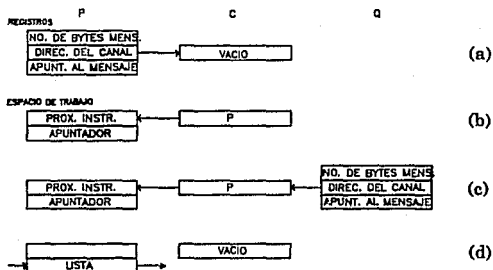 P C Q
REGISTROS
NO. DE BYTES MENS.
DIREC. DEL CANAL VACIO (a)
APUNT. AL MENSAJE
ESPACIO DE TRABAJO
PROX. INSTR. P (b)
APUNTADOR
NO. DE BYTES MENS.
PROX. INSTR. P DIREC. DEL CANAL (c)
APUNTADOR APUNT. AL MENSAJE
VACIO (d)
LISTA